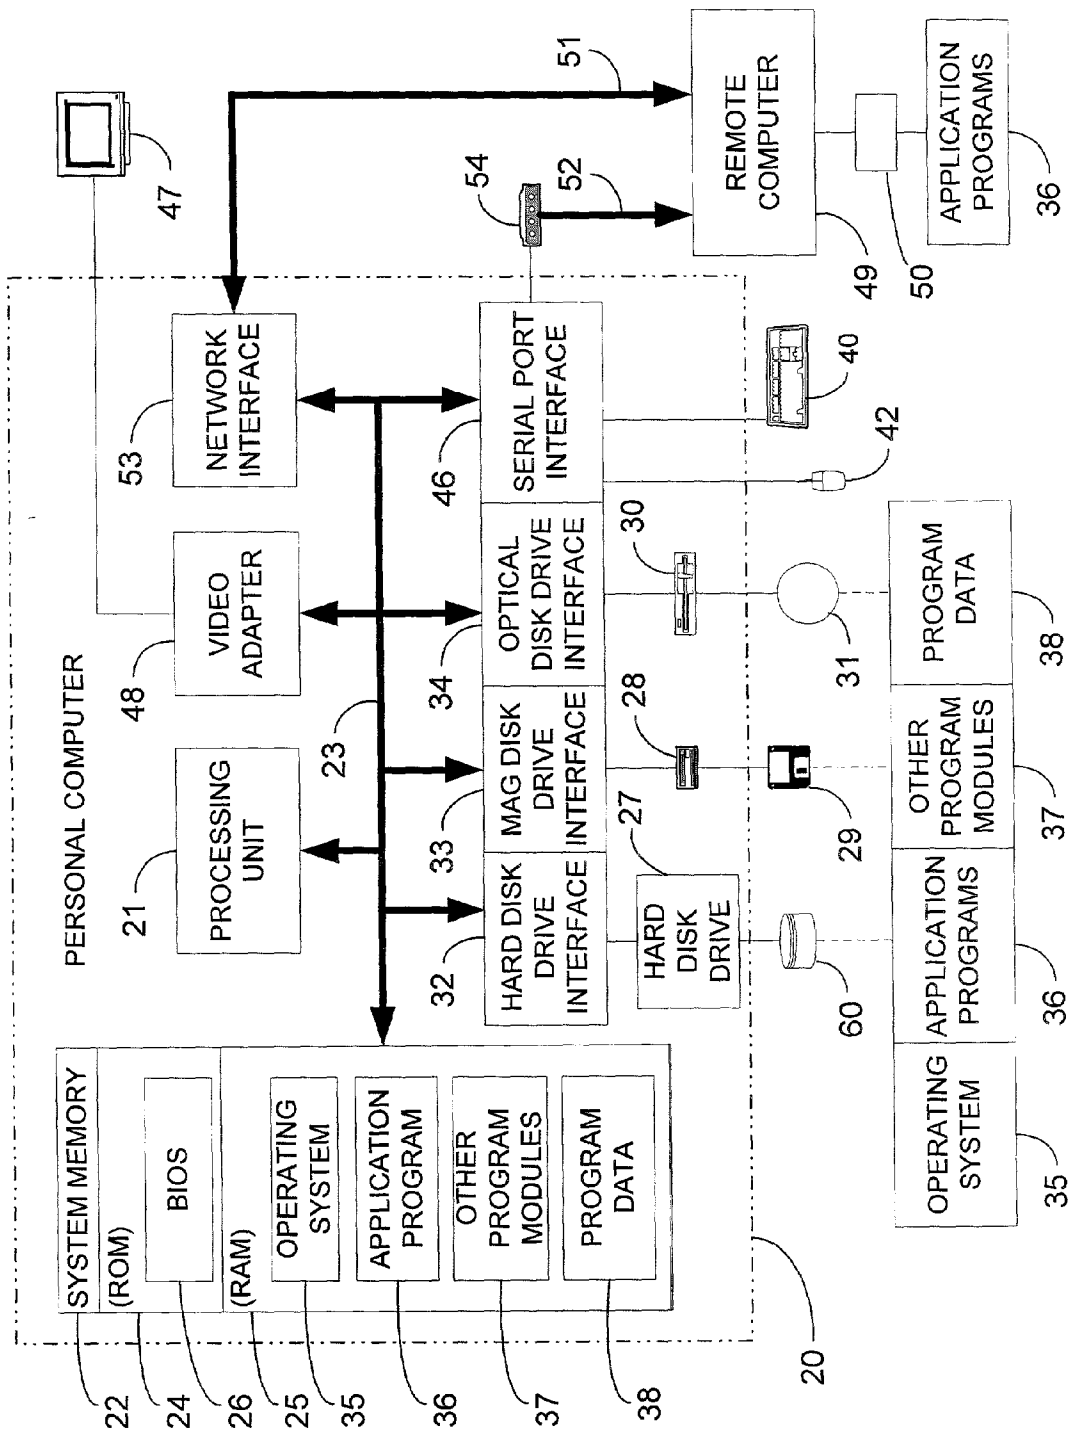 PERSONAL COMPUTER
22
SYSTEM MEMORY
24
(ROM)
26
BIOS
25
(RAM)
35
OPERATING
SYSTEM
36
APPLICATION
PROGRAM
37
OTHER
PROGRAM
MODULES
38
PROGRAM
DATA
21
PROCESSING
UNIT
48
VIDEO
ADAPTER
53
NETWORK
INTERFACE
47
23
32
HARD DISK
DRIVE
INTERFACE
33
MAG DISK
DRIVE
INTERFACE
34
OPTICAL
DISK DRIVE
INTERFACE
46
SERIAL PORT
INTERFACE
54
52
51
HARD
DISK
DRIVE
27
28
30
20
60
29
31
42
40
REMOTE
COMPUTER
49
50
APPLICATION
PROGRAMS
36
OPERATING
SYSTEM
35
APPLICATION
PROGRAMS
36
OTHER
PROGRAM
MODULES
37
PROGRAM
DATA
38